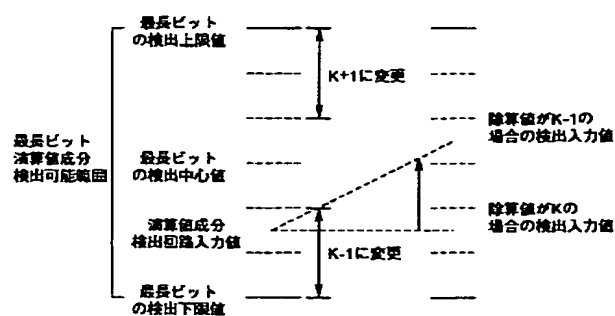 最長ビット
の検出上限値
K+1に変更
最長ビット
演算値成分
検出可能範囲
最長ビット
の検出中心値
除算値がK-1の
場合の検出入力値
演算値成分
検出回路入力値
除算値がKの
場合の検出入力値
K-1に変更
最長ビット
の検出下限値